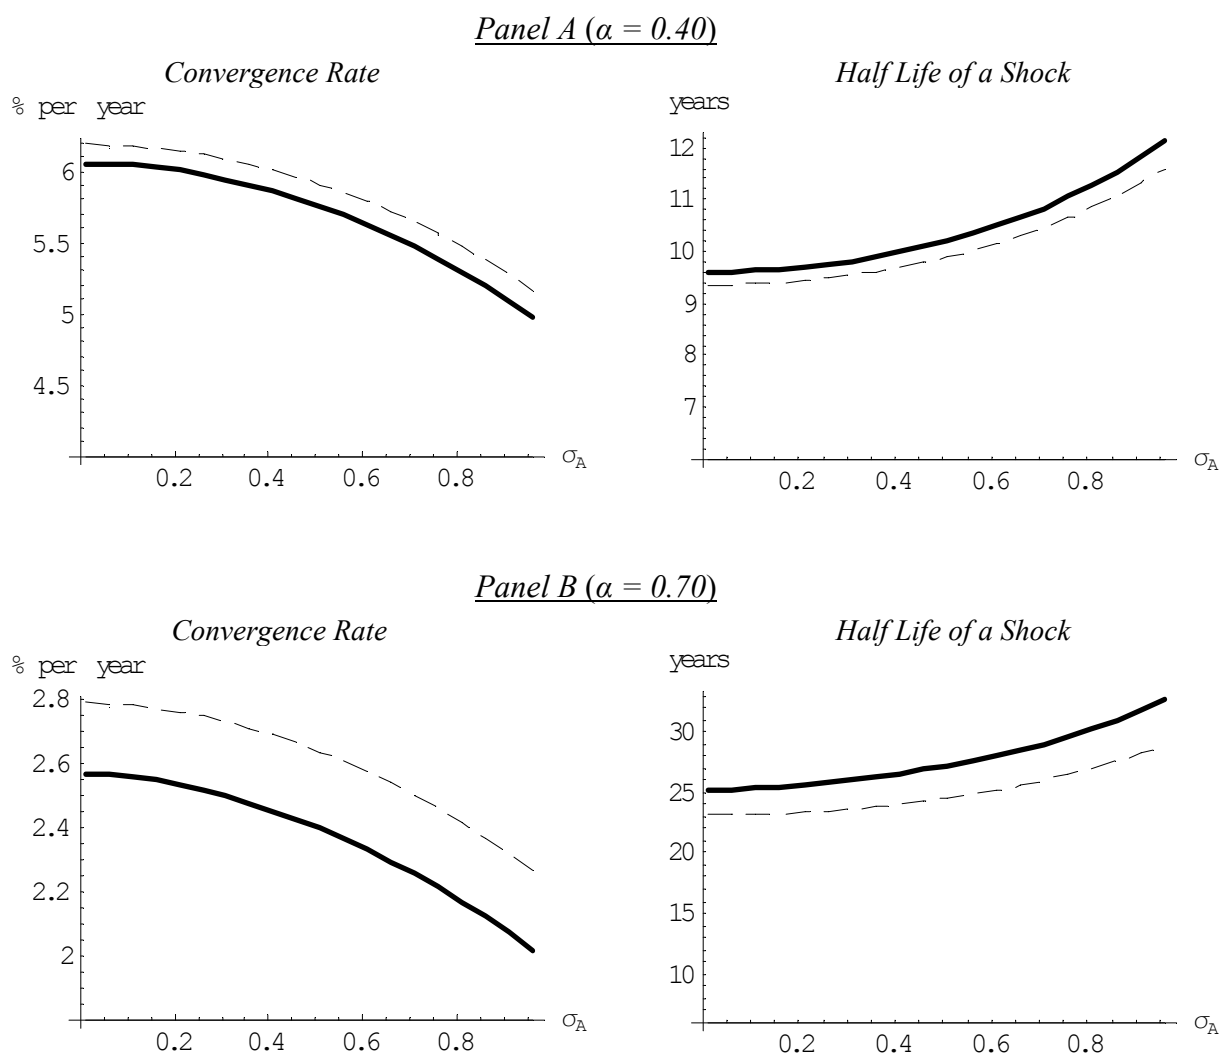 Panel A (α = 0.40)
Convergence Rate
Half Life of a Shock
% per year
years
6
5.5
5
4.5
0.2
0.4
0.6
0.8
σA
12
11
10
9
8
7
0.2
0.4
0.6
0.8
σA
Panel B (α = 0.70)
Convergence Rate
Half Life of a Shock
% per year
years
2.8
2.6
2.4
2.2
2
0.2
0.4
0.6
0.8
σA
30
25
20
15
10
0.2
0.4
0.6
0.8
σA